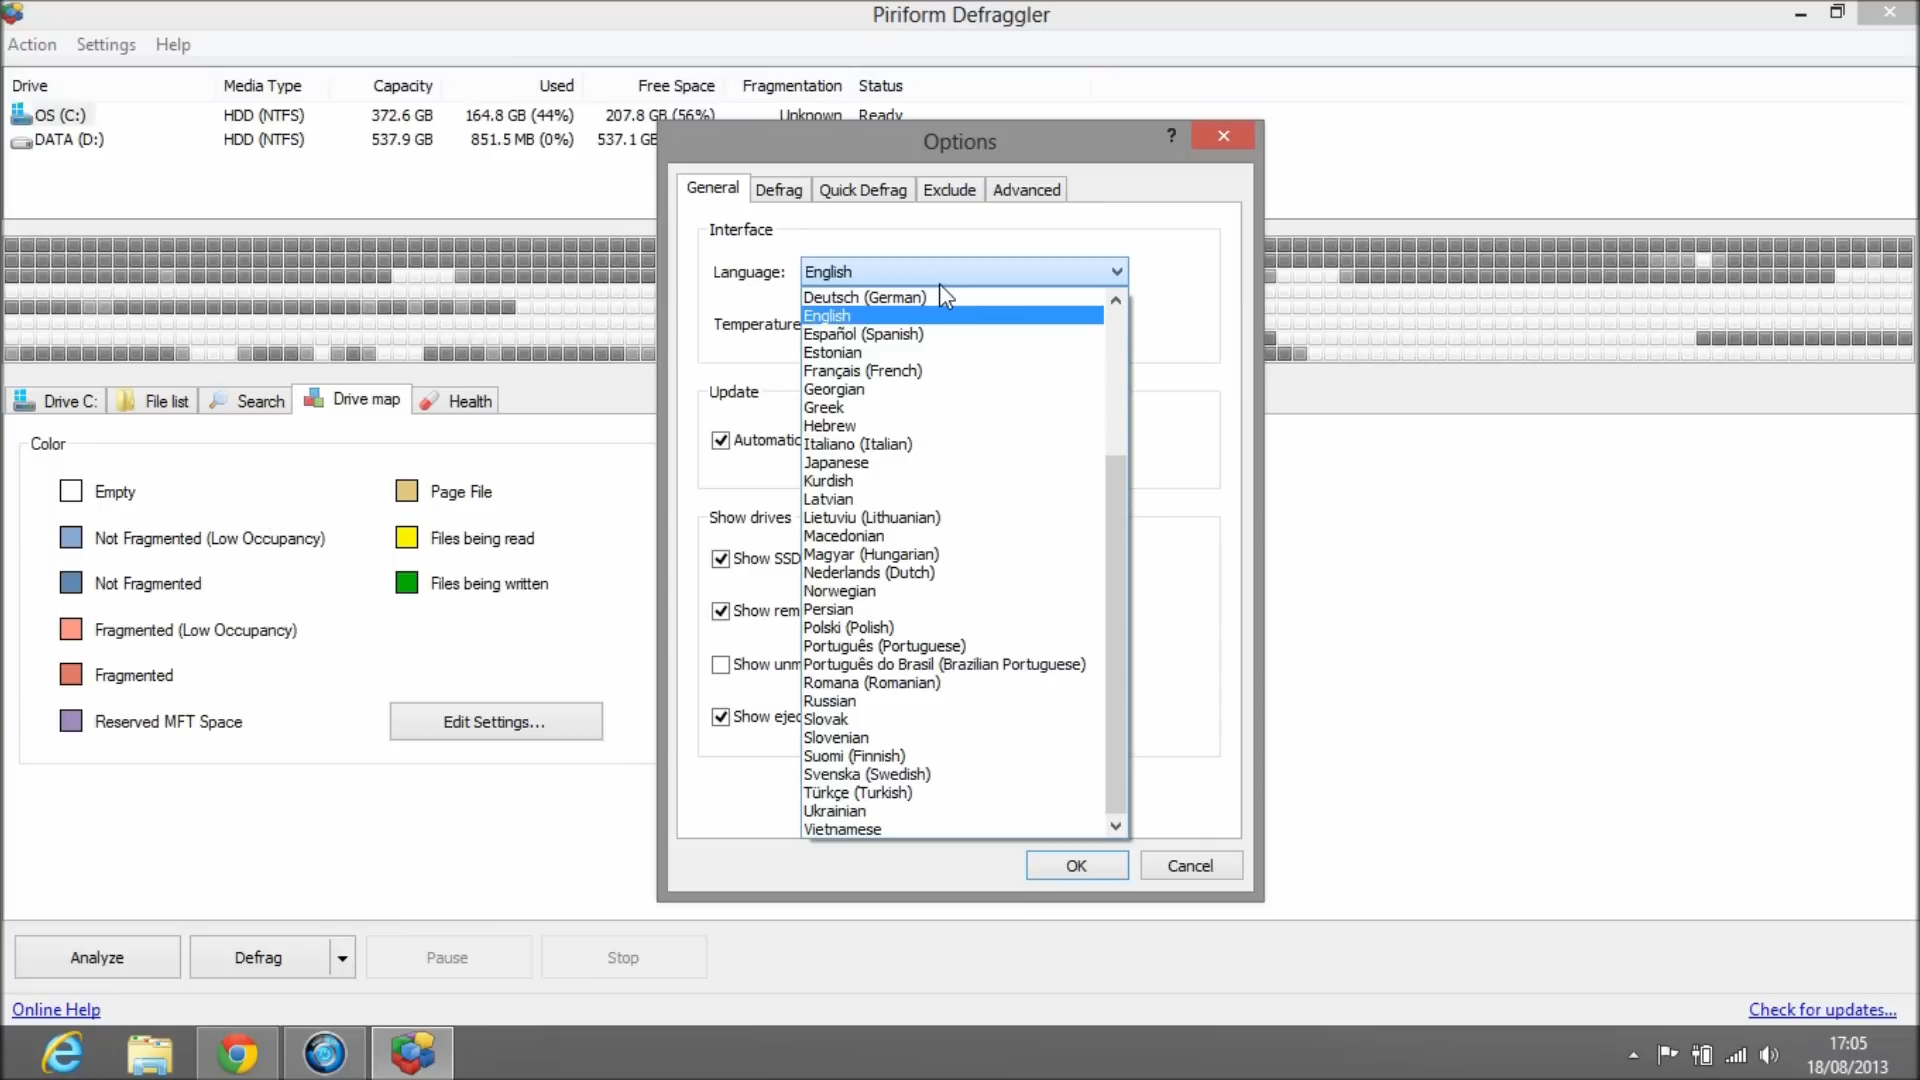 Piriform Defraggler
Action Settings Help
Drive Media Type Capacity Used Free Space Fragmentation Status
OS (C:) HDD (NTFS) 372.6 GB 164.8 GB (44%) 207.8 GB (56%) Unknown Ready
DATA (D:) HDD (NTFS) 537.9 GB 851.5 MB (0%) 537.1 GB
Options
?
General Defrag Quick Defrag Exclude Advanced
Interface
Language: English
Temperature
Deutsch (German)
English
Español (Spanish)
Estonian
Français (French)
Georgian
Greek
Hebrew
Italiano (Italian)
Japanese
Kurdish
Latvian
Lietuviu (Lithuanian)
Macedonian
Magyar (Hungarian)
Nederlands (Dutch)
Norwegian
Persian
Polski (Polish)
Português (Portuguese)
Português do Brasil (Brazilian Portuguese)
Romana (Romanian)
Russian
Slovak
Slovenian
Suomi (Finnish)
Svenska (Swedish)
Türkçe (Turkish)
Ukrainian
Vietnamese
Update
Automatic
Show drives
Show SSD
Show rem
Show unm
Show ejec
OK Cancel
Drive C: File list Search Drive map Health
Color
Empty Page File
Not Fragmented (Low Occupancy) Files being read
Not Fragmented Files being written
Fragmented (Low Occupancy)
Fragmented
Reserved MFT Space Edit Settings...
Analyze Defrag Pause Stop
Online Help Check for updates...
17:05
18/08/2013